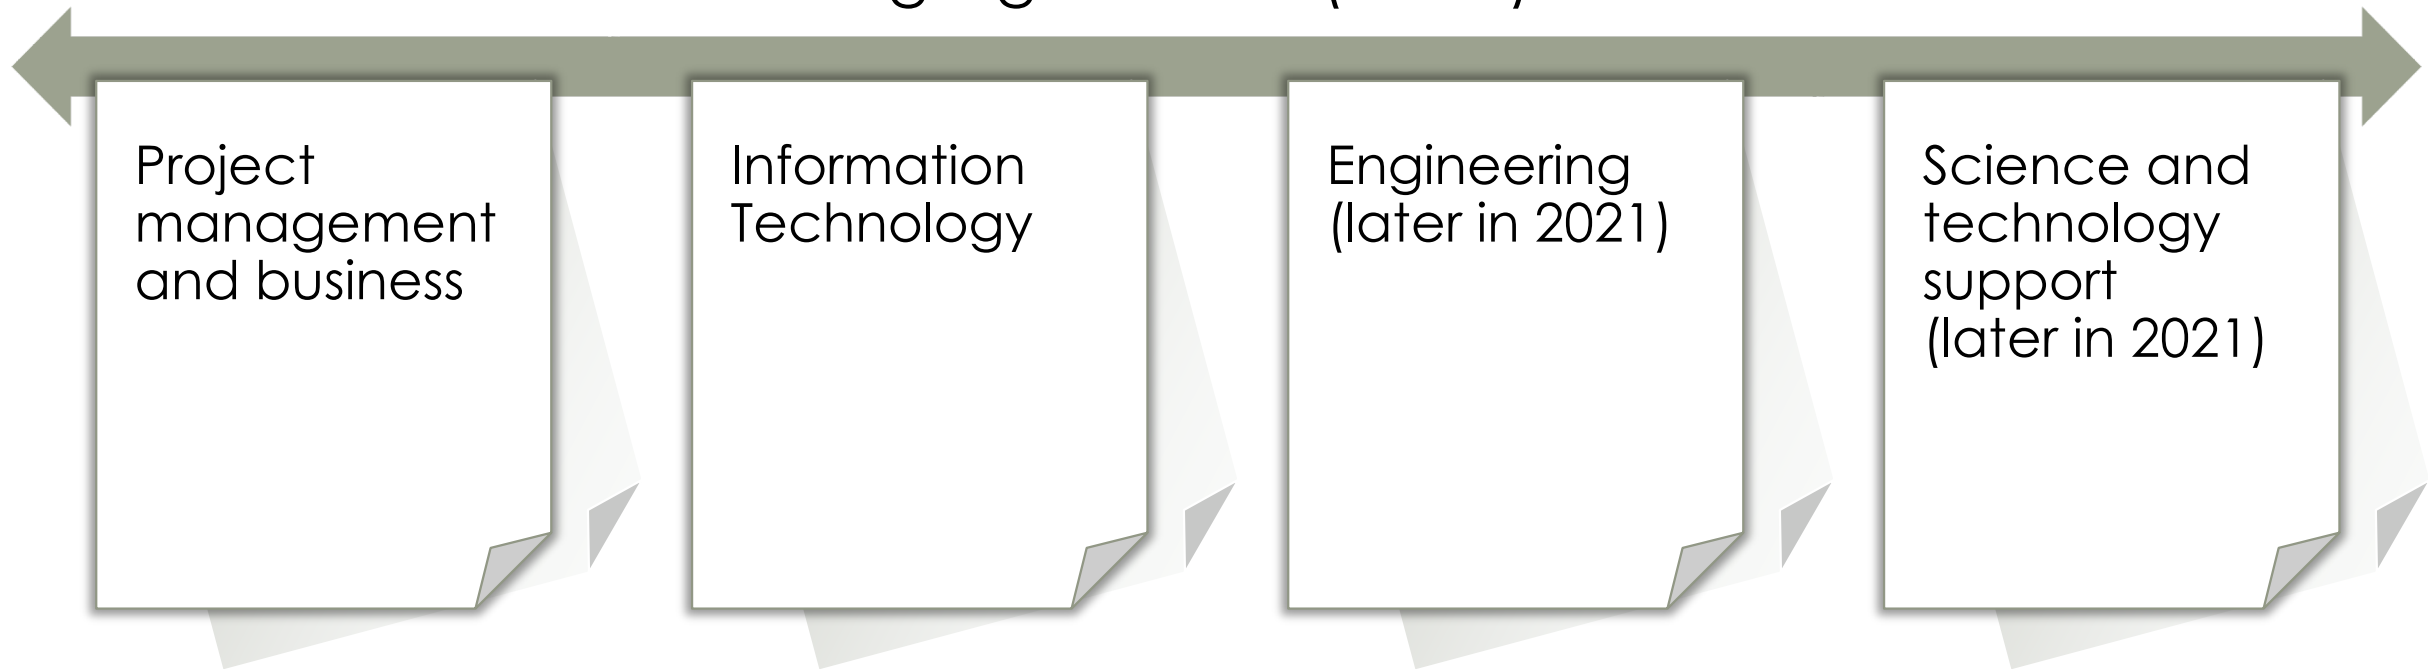 Project
management
and business
Information
Technology
Engineering
(later in 2021)
Science and
technology
support
(later in 2021)